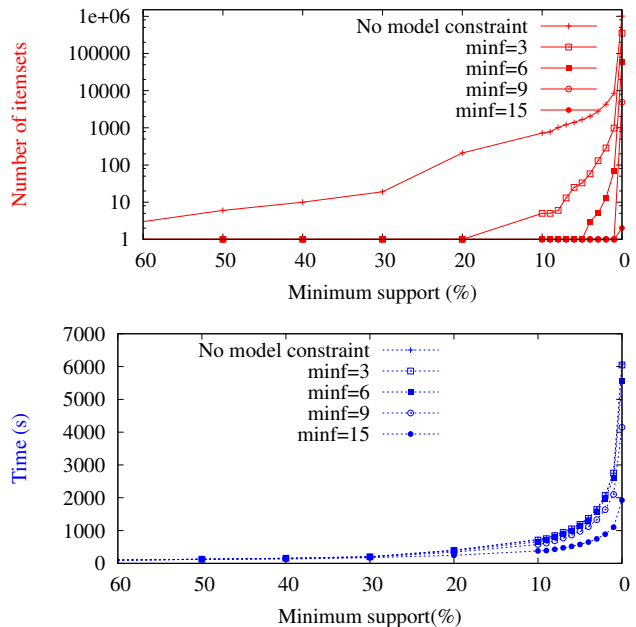 1e+06
100000
10000
1000
100
10
1
Number of itemsets
No model constraint
minf=3
minf=6
minf=9
minf=15
60 50 40 30 20 10 0
Minimum support (%)
7000
6000
5000
4000
3000
2000
1000
0
Time (s)
No model constraint
minf=3
minf=6
minf=9
minf=15
60 50 40 30 20 10 0
Minimum support(%)